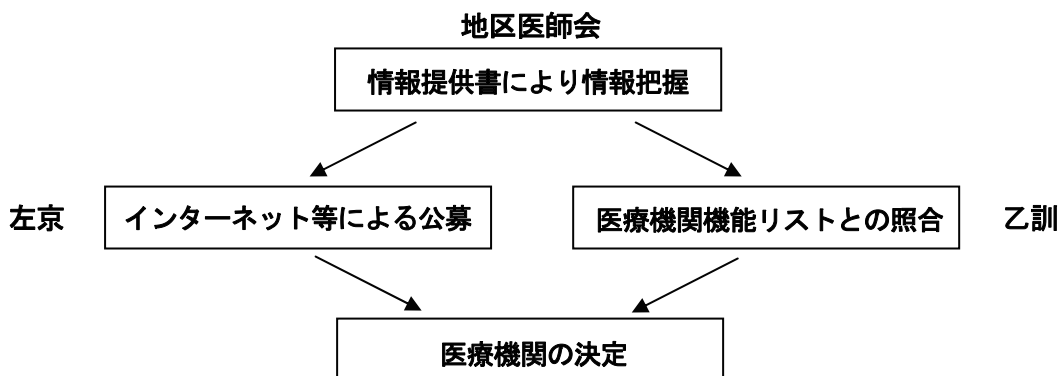 地区医師会
情報提供書により情報把握
左京
インターネット等による公募
医療機関機能リストとの照合
乙訓
医療機関の決定